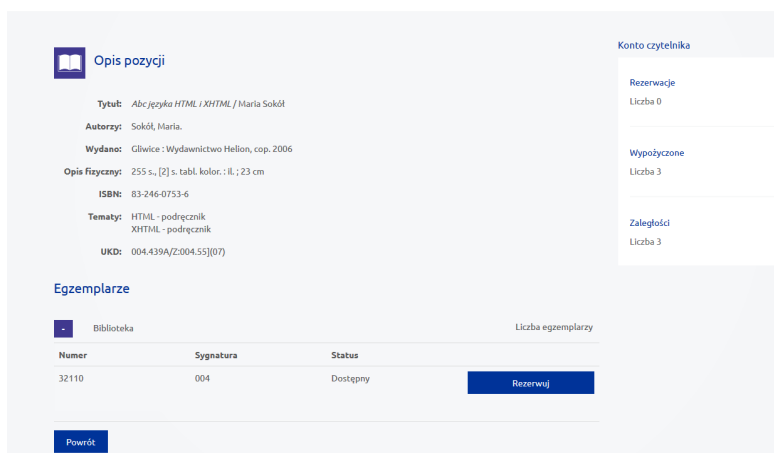 Opis pozycji
Tytuł: Abc języka HTML i XHTML / Maria Sokół
Autorzy: Sokół, Maria.
Wydano: Gliwice : Wydawnictwo Helion, cop. 2006
Opis fizyczny: 255 s., [2] s. tabl. kolor. : il. ; 23 cm
ISBN: 83-246-0753-6
Tematy: HTML - podręcznik
XHTML - podręcznik
UKD: 004.439A/Z:004.55](07)
Egzemplarze
- Biblioteka Liczba egzemplarzy
Numer Sygnatura Status
32110 004 Dostępny Rezerwuj
Powrót
Konto czytelnika
Rezerwacje
Liczba 0
Wypożyczone
Liczba 3
Zaległości
Liczba 3